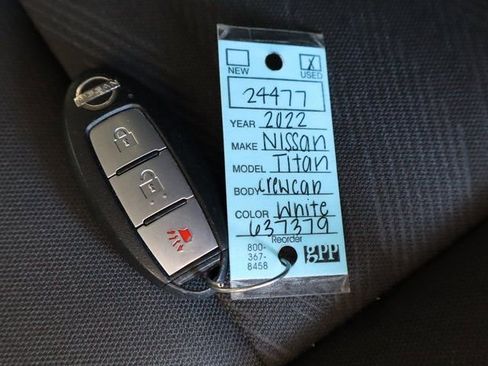 NISSAN
NEW
X
USED
24477
YEAR 2022
MAKE Nissan
MODEL Titan
BODY crewcab
COLOR White
637379
Reorder
800-
367-
8458
gpp